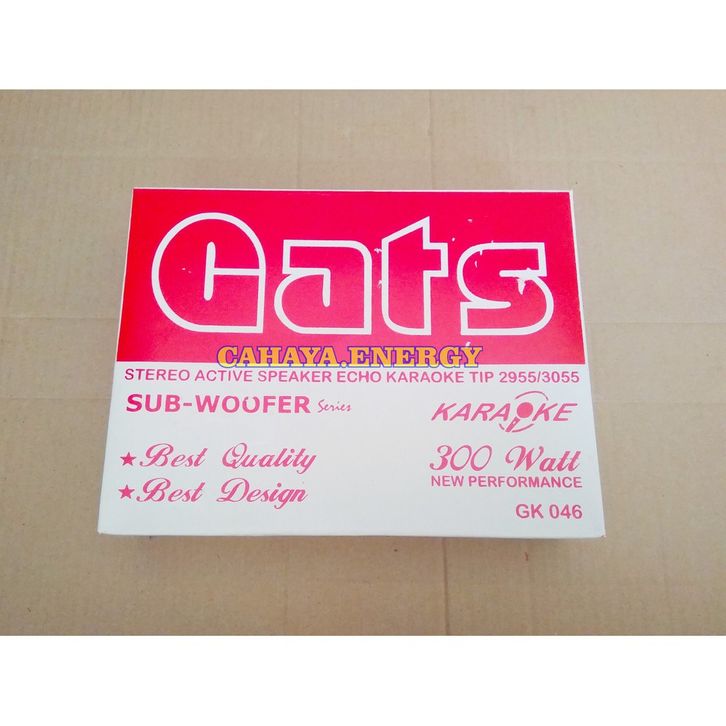 Gats
CAHAYA.ENERGY
STEREO ACTIVE SPEAKER ECHO KARAOKE TIP 2955/3055
SUB-WOOFER Series
KARAOKE
★ Best Quality
300 Watt
★ Best Design
NEW PERFORMANCE
GK 046